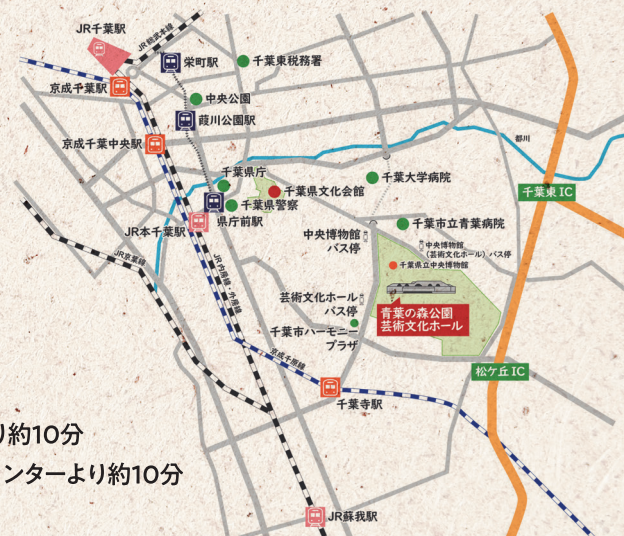 JR千葉駅
JR総武本線
栄町駅
千葉東税務署
京成千葉駅
中央公園
葭川公園駅
京成千葉中央駅
都川
千葉県庁
千葉大学病院
千葉県文化会館
千葉東IC
千葉県警察
県庁前駅
千葉市立青葉病院
JR本千葉駅
中央博物館
バス停
中央博物館
(芸術文化ホール)バス停
千葉県立中央博物館
JR京葉線
JR内房線・外房線
芸術文化ホール
バス停
青葉の森公園
芸術文化ホール
千葉市ハーモニー
プラザ
京成千原線
松ケ丘IC
千葉寺駅
り約10分
ンターより約10分
JR蘇我駅